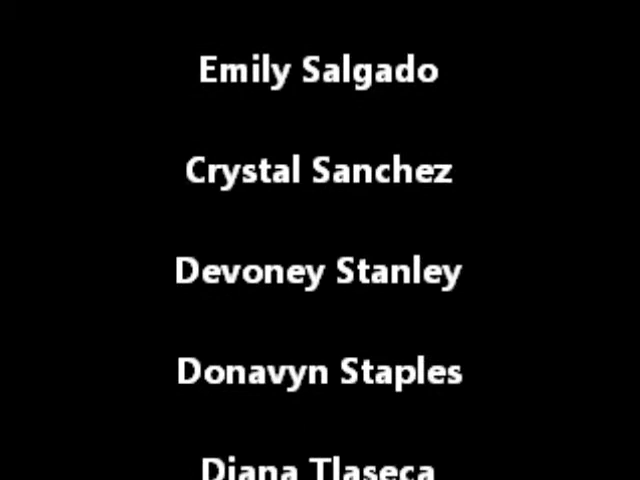 Emily Salgado
Crystal Sanchez
Devoney Stanley
Donavyn Staples
Diana Tlaseca